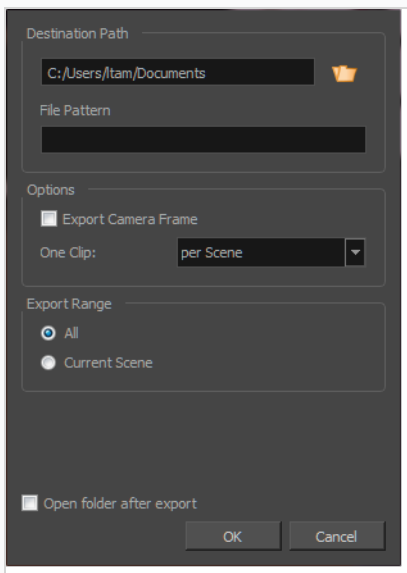 Destination Path
C:/Users/ltam/Documents
File Pattern
Options
Export Camera Frame
One Clip: per Scene
Export Range
All
Current Scene
Open folder after export
OK Cancel